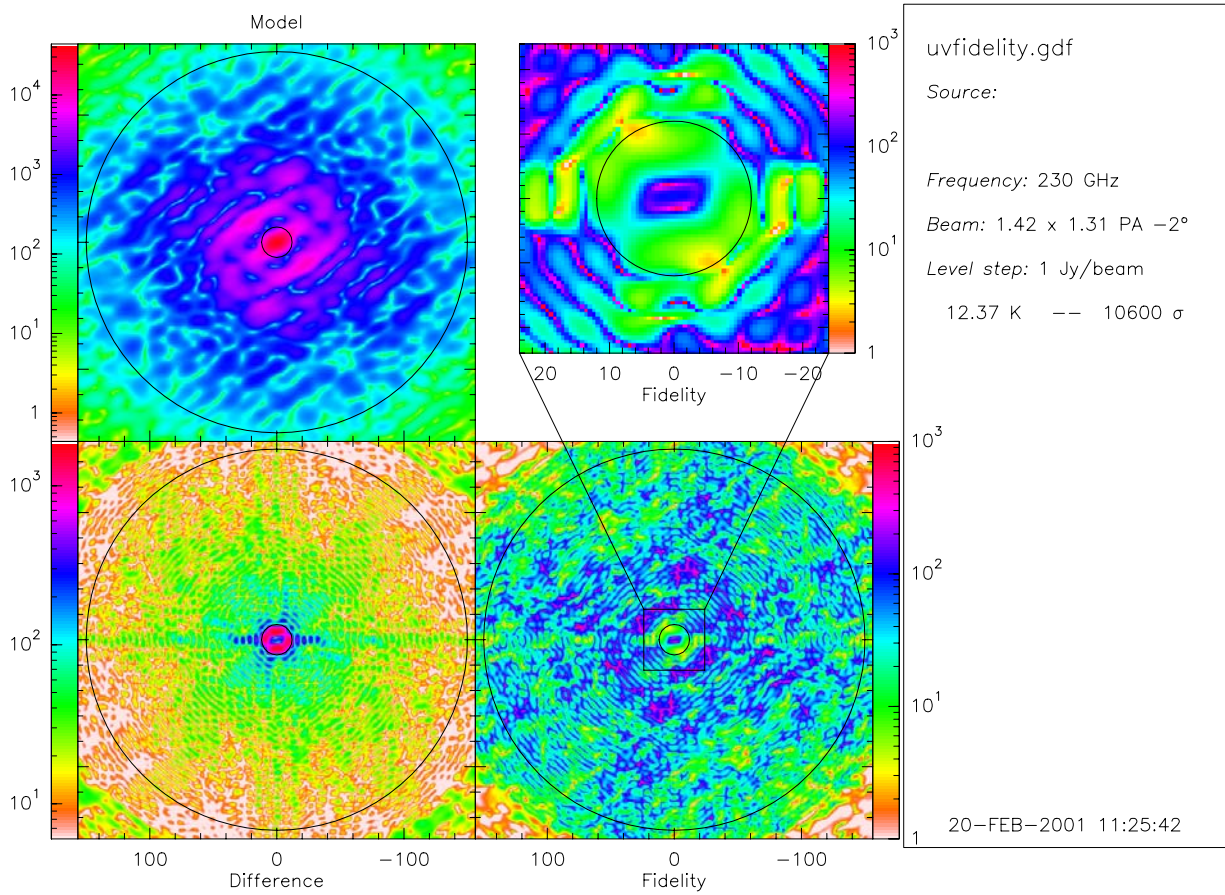 Model
10^4
10^3
10^2
10^1
1
10^3
10^2
10^1
1
20 10 0 -10 -20
Fidelity
uvfidelity.gdf
Source:
Frequency: 230 GHz
Beam: 1.42 x 1.31 PA -2°
Level step: 1 Jy/beam
12.37 K -- 10600 σ
10^3
10^2
10^1
10^3
10^2
10^1
1
100 0 -100
Difference
100 0 -100
Fidelity
20-FEB-2001 11:25:42